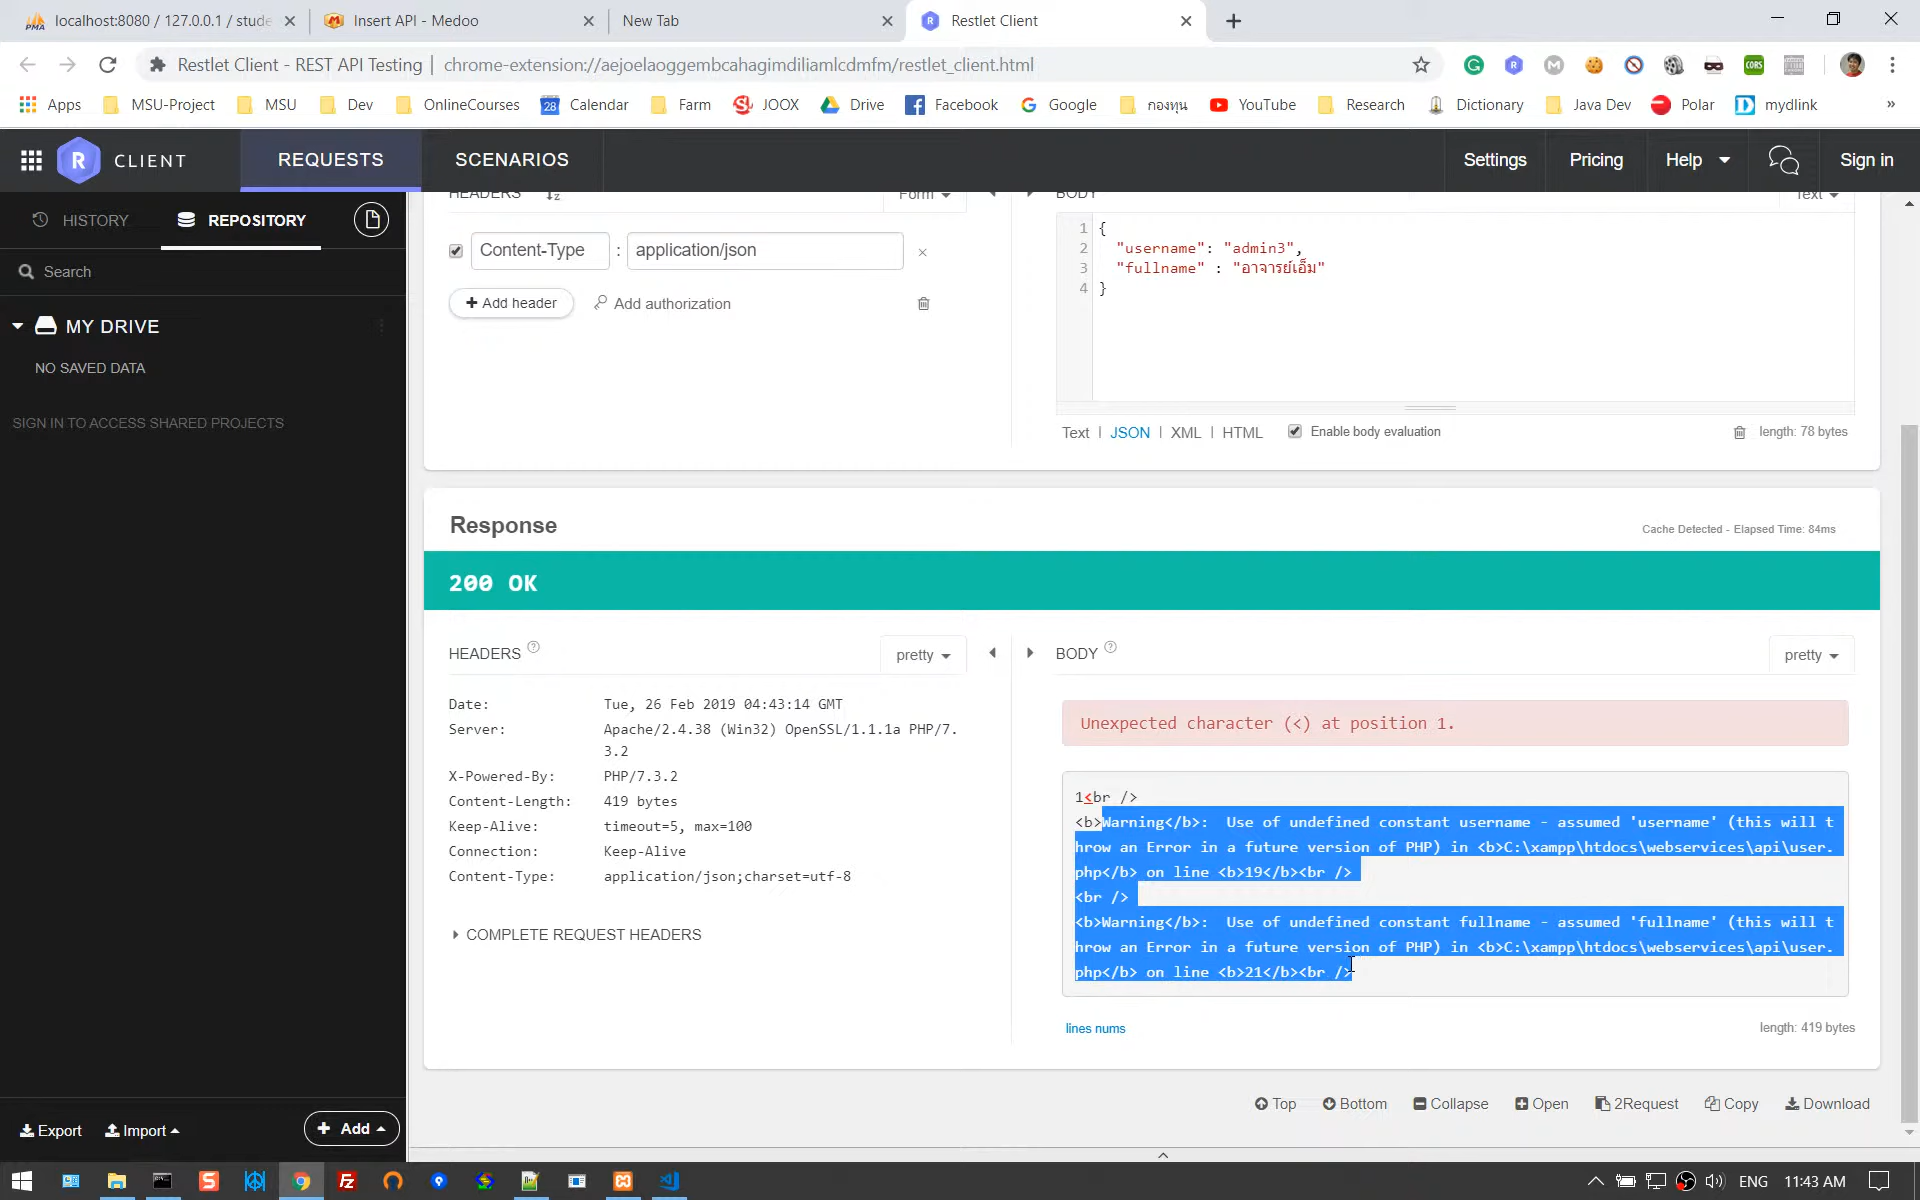 localhost:8080 / 127.0.0.1 / stude
Insert API - Medoo
New Tab
Restlet Client
Restlet Client - REST API Testing | chrome-extension://aejoelaoggembcahagimdiliamlcdmfm/restlet_client.html
Apps MSU-Project MSU Dev OnlineCourses Calendar Farm JOOX Drive Facebook Google กองทุน YouTube Research Dictionary Java Dev Polar mydlink »
R CLIENT REQUESTS SCENARIOS Settings Pricing Help Sign in
HISTORY REPOSITORY
Search
MY DRIVE
NO SAVED DATA
SIGN IN TO ACCESS SHARED PROJECTS
HEADERS Form BODY Text
Content-Type : application/json
+ Add header Add authorization
1 {
2 "username": "admin3",
3 "fullname" : "อาจารย์เอ็ม"
4 }
Text | JSON | XML | HTML Enable body evaluation length: 78 bytes
Response
Cache Detected - Elapsed Time: 84ms
200 OK
HEADERS ? pretty
Date: Tue, 26 Feb 2019 04:43:14 GMT
Server: Apache/2.4.38 (Win32) OpenSSL/1.1.1a PHP/7.
3.2
X-Powered-By: PHP/7.3.2
Content-Length: 419 bytes
Keep-Alive: timeout=5, max=100
Connection: Keep-Alive
Content-Type: application/json;charset=utf-8
COMPLETE REQUEST HEADERS
BODY ? pretty
Unexpected character (<) at position 1.
1<br />
<b>Warning</b>:  Use of undefined constant username - assumed 'username' (this will t
hrow an Error in a future version of PHP) in <b>C:\xampp\htdocs\webservices\api\user.
php</b> on line <b>19</b><br />
<br />
<b>Warning</b>:  Use of undefined constant fullname - assumed 'fullname' (this will t
hrow an Error in a future version of PHP) in <b>C:\xampp\htdocs\webservices\api\user.
php</b> on line <b>21</b><br />
lines nums length: 419 bytes
Top Bottom Collapse Open 2Request Copy Download
Export Import + Add
ENG 11:43 AM